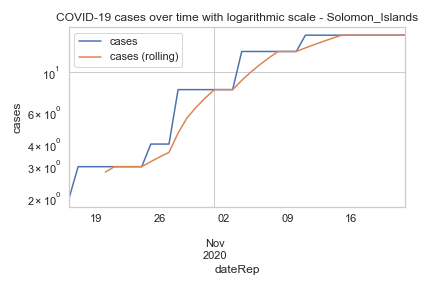 COVID-19 cases over time with logarithmic scale - Solomon_Islands
cases
cases (rolling)
10¹
6 × 10⁰
4 × 10⁰
3 × 10⁰
2 × 10⁰
cases
19 26 02 09 16
Nov
2020
dateRep